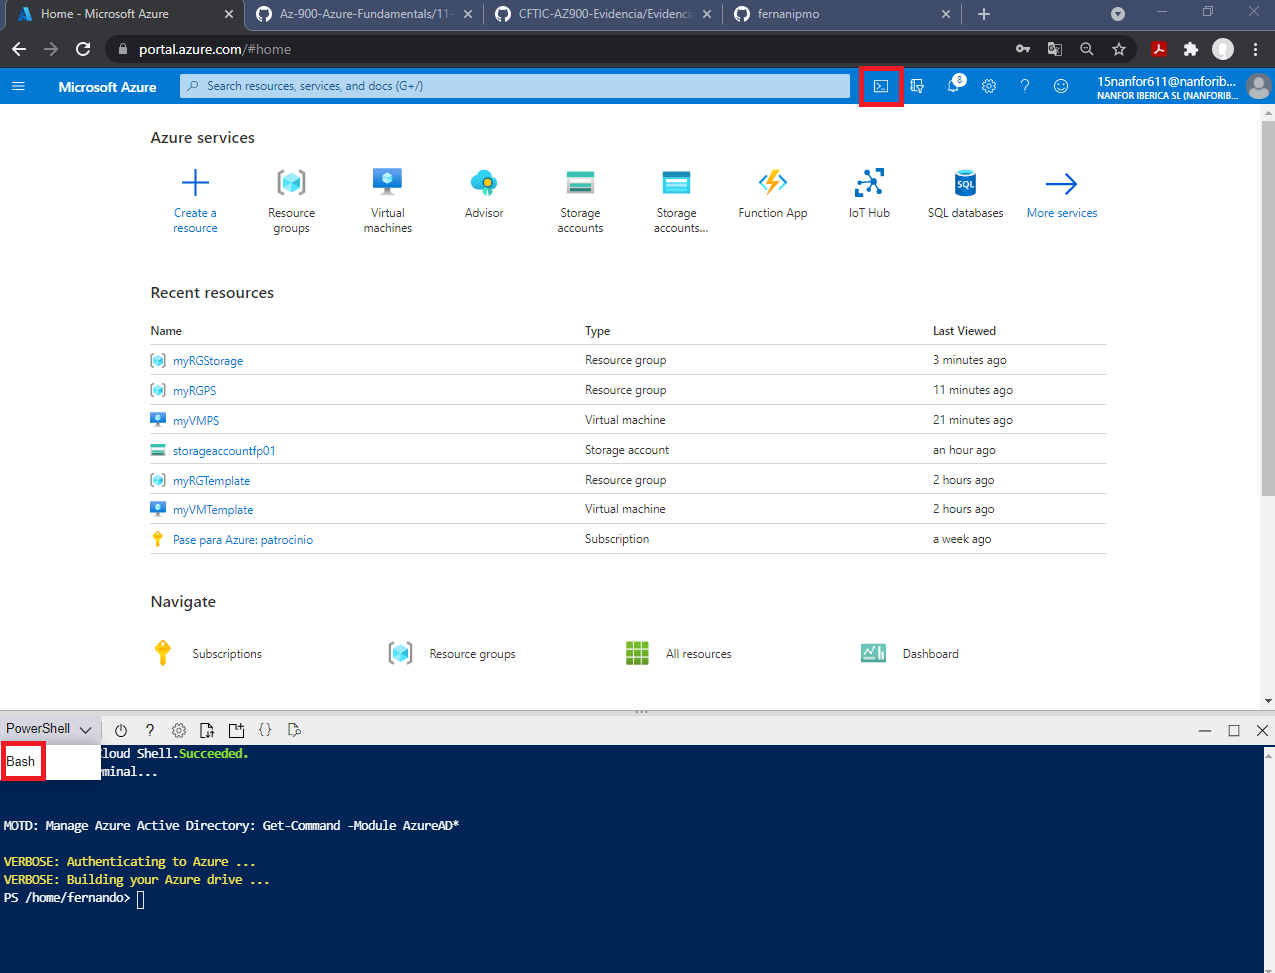 Home - Microsoft Azure
Az-900-Azure-Fundamentals/11-
CFTIC-AZ900-Evidencia/Evidenci
fernanipmo
portal.azure.com/#home
Microsoft Azure
Search resources, services, and docs (G+/)
8
15nanfor611@nanforib...
NANFOR IBERICA SL (NANFORIB...
Azure services
Create a resource
Resource groups
Virtual machines
Advisor
Storage accounts
Storage accounts...
Function App
IoT Hub
SQL
SQL databases
More services
Recent resources
Name Type Last Viewed
myRGStorage Resource group 3 minutes ago
myRGPS Resource group 11 minutes ago
myVMPS Virtual machine 21 minutes ago
storageaccountfp01 Storage account an hour ago
myRGTemplate Resource group 2 hours ago
myVMTemplate Virtual machine 2 hours ago
Pase para Azure: patrocinio Subscription a week ago
Navigate
Subscriptions Resource groups All resources Dashboard
PowerShell
Bash
Cloud Shell.Succeeded.
minal...
MOTD: Manage Azure Active Directory: Get-Command -Module AzureAD*
VERBOSE: Authenticating to Azure ...
VERBOSE: Building your Azure drive ...
PS /home/fernando>